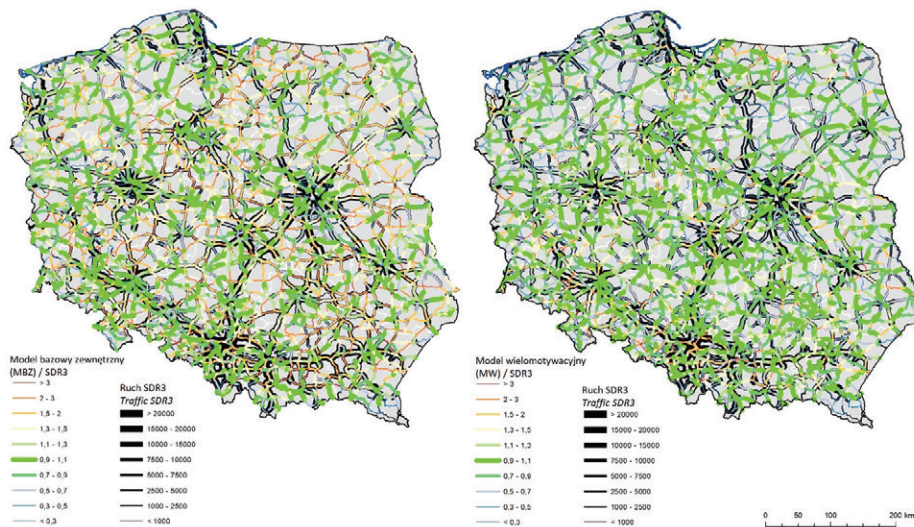 Model bazowy zewnętrzny
(MBZ) / SDR3
> 3
2 - 3
1,5 - 2
1,3 - 1,5
1,1 - 1,3
0,9 - 1,1
0,7 - 0,9
0,5 - 0,7
0,3 - 0,5
< 0,3
Ruch SDR3
Traffic SDR3
> 20000
15000 - 20000
10000 - 15000
7500 - 10000
5000 - 7500
2500 - 5000
1000 - 2500
< 1000
Model wielomotywacyjny
(MW) / SDR3
> 3
2 - 3
1,5 - 2
1,3 - 1,5
1,1 - 1,3
0,9 - 1,1
0,7 - 0,9
0,5 - 0,7
0,3 - 0,5
< 0,3
Ruch SDR3
Traffic SDR3
> 20000
15000 - 20000
10000 - 15000
7500 - 10000
5000 - 7500
2500 - 5000
1000 - 2500
< 1000
0 50 100 200 km